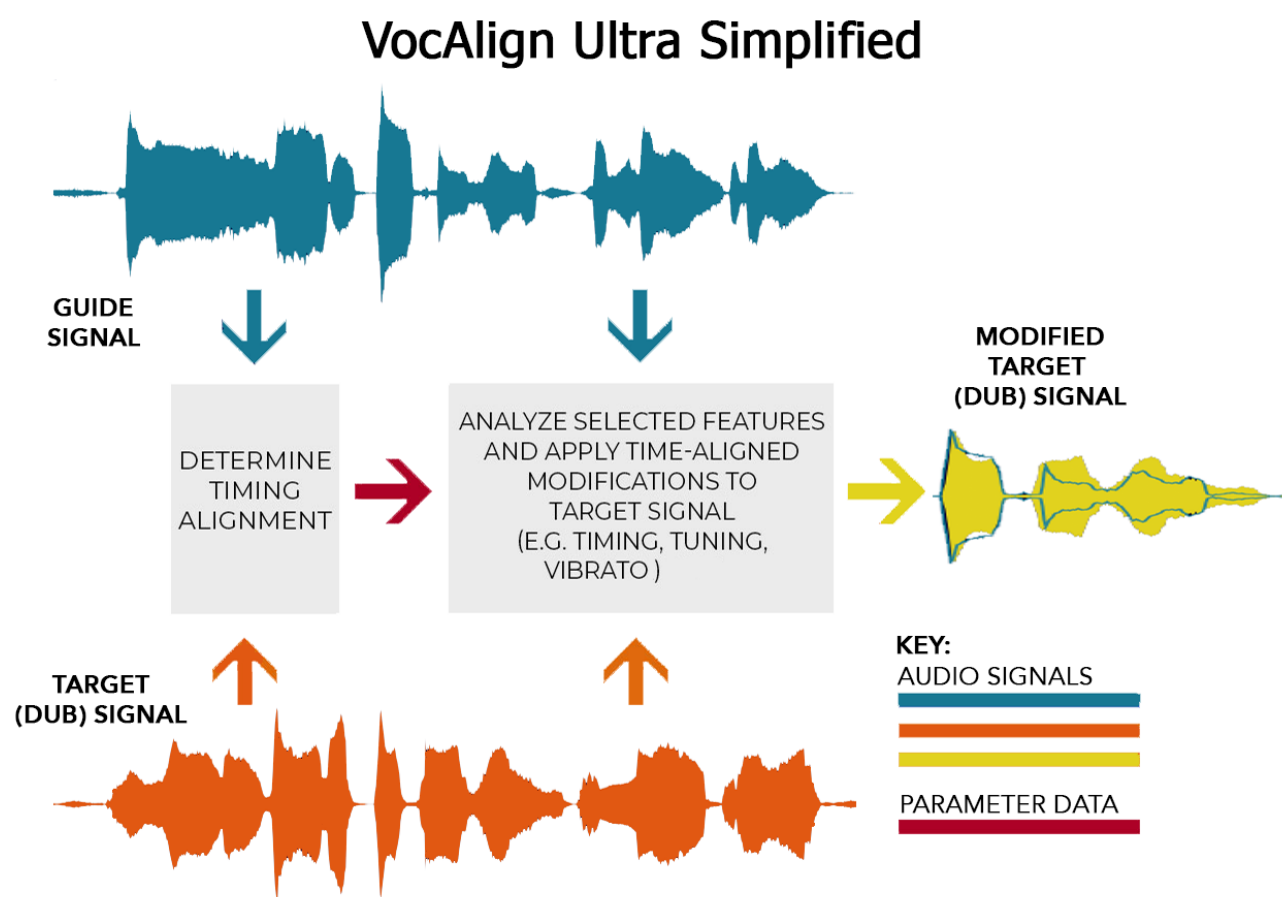 VocAlign Ultra Simplified
GUIDE
SIGNAL
DETERMINE
TIMING
ALIGNMENT
ANALYZE SELECTED FEATURES
AND APPLY TIME-ALIGNED
MODIFICATIONS TO
TARGET SIGNAL
(E.G. TIMING, TUNING,
VIBRATO )
MODIFIED
TARGET
(DUB) SIGNAL
TARGET
(DUB) SIGNAL
KEY:
AUDIO SIGNALS
PARAMETER DATA